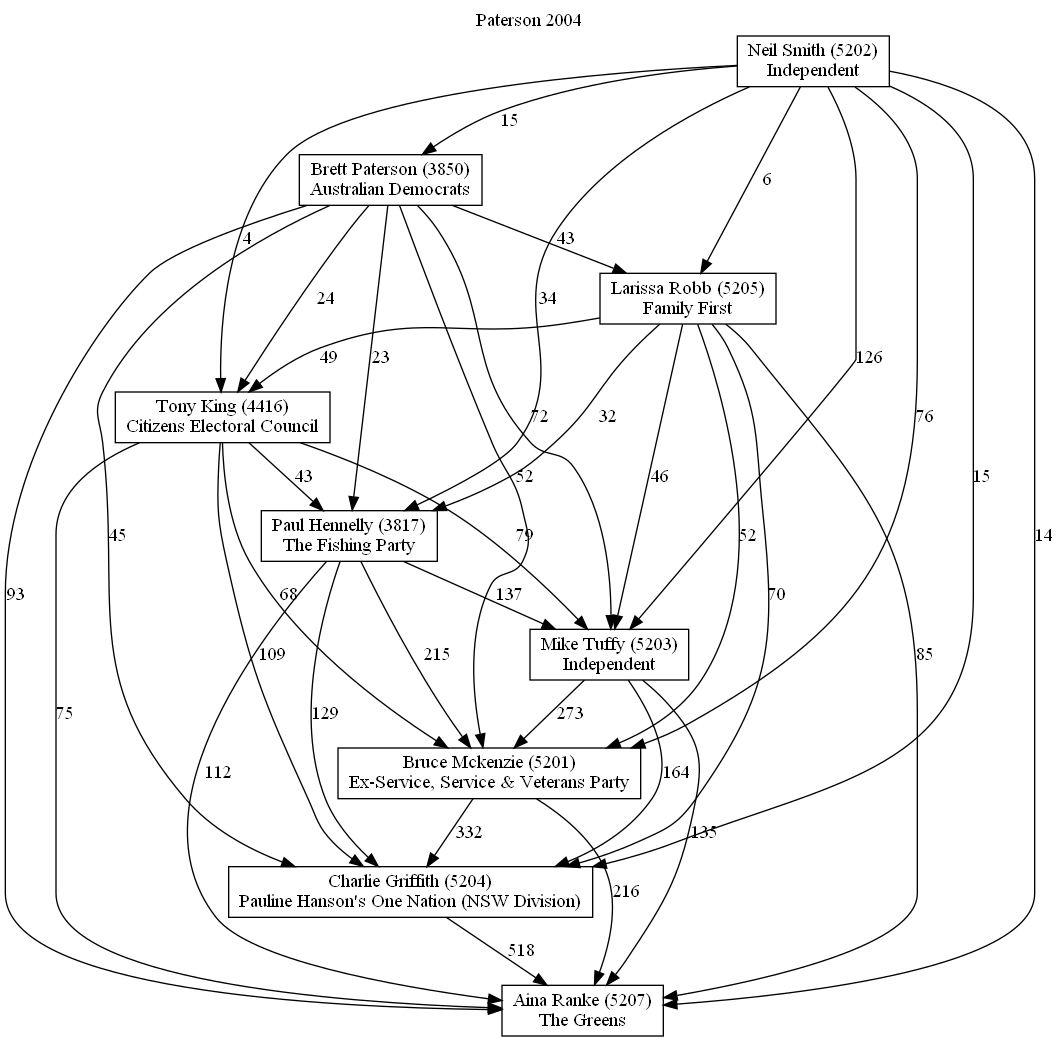 Paterson 2004
Neil Smith (5202)
Independent
15
Brett Paterson (3850)
Australian Democrats
6
4
43
Larissa Robb (5205)
Family First
24
34
49
23
126
Tony King (4416)
Citizens Electoral Council
72
32
76
43
52
46
15
Paul Hennelly (3817)
The Fishing Party
45
79
52
14
93
68
137
70
Mike Tuffy (5203)
Independent
109
215
85
75
129
273
Bruce Mckenzie (5201)
Ex-Service, Service & Veterans Party
112
164
332
135
Charlie Griffith (5204)
Pauline Hanson's One Nation (NSW Division)
216
518
Aina Ranke (5207)
The Greens